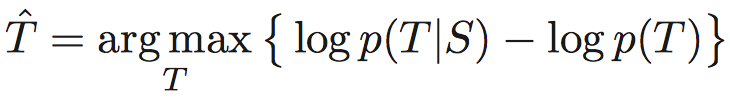 T̂ = arg max { log p(T|S) − log p(T)}
T